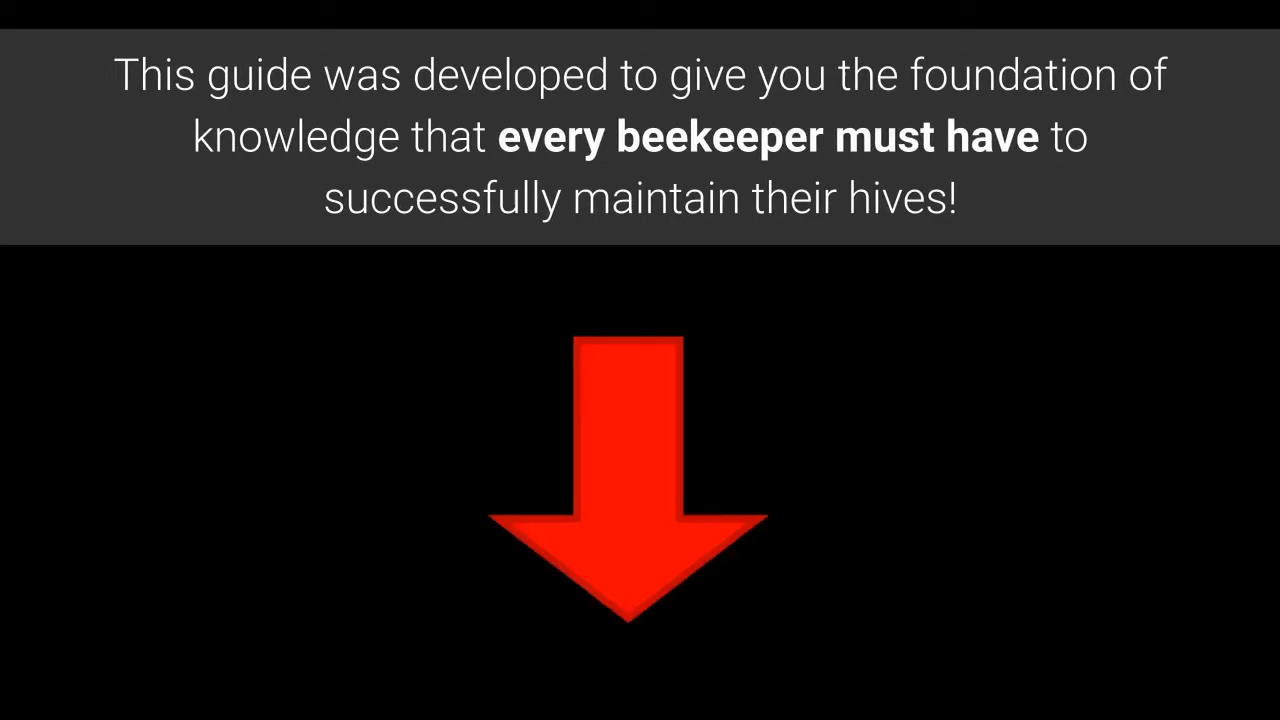 This guide was developed to give you the foundation of
knowledge that every beekeeper must have to
successfully maintain their hives!